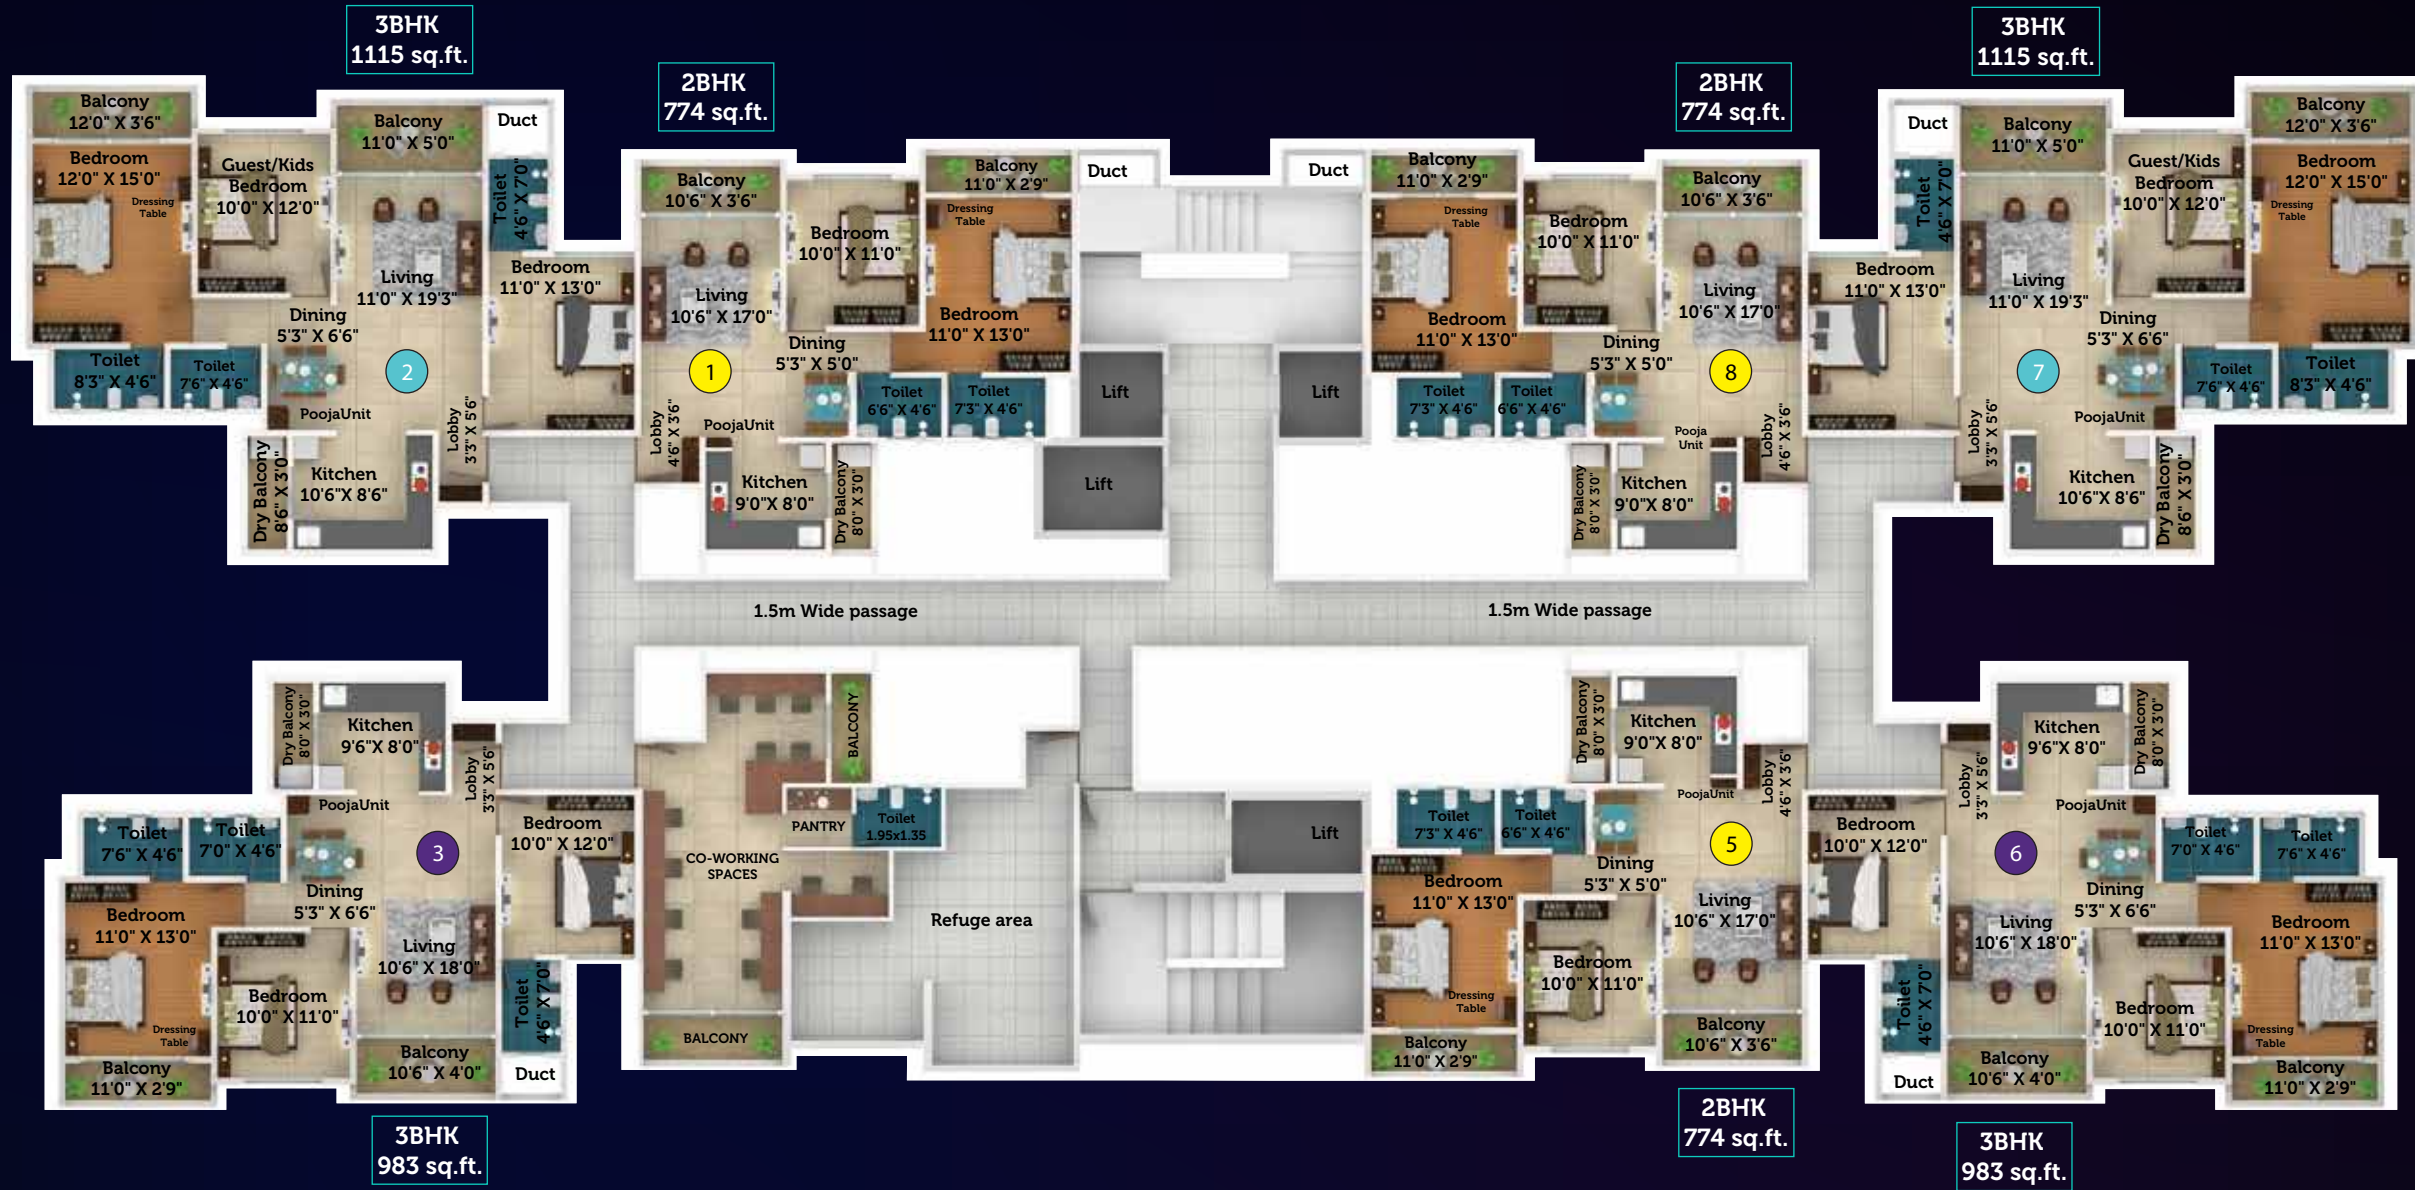 3BHK
1115 sq.ft.
2BHK
774 sq.ft.
2BHK
774 sq.ft.
3BHK
1115 sq.ft.
Balcony
12'0" X 3'6"
Bedroom
12'0" X 15'0"
Dressing
Table
Guest/Kids
Bedroom
10'0" X 12'0"
Balcony
11'0" X 5'0"
Duct
Toilet
4'6" X 7'0"
Living
11'0" X 19'3"
Bedroom
11'0" X 13'0"
Dining
5'3" X 6'6"
Toilet
8'3" X 4'6"
Toilet
7'6" X 4'6"
2
PoojaUnit
Lobby
3'3" X 5'6"
Dry Balcony
8'6" X 3'0"
Kitchen
10'6"X 8'6"
Balcony
10'6" X 3'6"
Bedroom
10'0" X 11'0"
Balcony
11'0" X 2'9"
Dressing
Table
Living
10'6" X 17'0"
Bedroom
11'0" X 13'0"
Dining
5'3" X 5'0"
1
Toilet
6'6" X 4'6"
Toilet
7'3" X 4'6"
Lobby
4'6" X 3'6"
PoojaUnit
Kitchen
9'0"X 8'0"
Dry Balcony
8'0" X 3'0"
Duct
Lift
Lift
Duct
Lift
Balcony
11'0" X 2'9"
Dressing
Table
Bedroom
10'0" X 11'0"
Balcony
10'6" X 3'6"
Living
10'6" X 17'0"
Bedroom
11'0" X 13'0"
Dining
5'3" X 5'0"
8
Toilet
7'3" X 4'6"
Toilet
6'6" X 4'6"
Pooja
Unit
Lobby
4'6" X 3'6"
Dry Balcony
8'0" X 3'0"
Kitchen
9'0"X 8'0"
Duct
Toilet
4'6" X 7'0"
Balcony
11'0" X 5'0"
Guest/Kids
Bedroom
10'0" X 12'0"
Balcony
12'0" X 3'6"
Bedroom
12'0" X 15'0"
Dressing
Table
Bedroom
11'0" X 13'0"
Living
11'0" X 19'3"
Dining
5'3" X 6'6"
7
Toilet
7'6" X 4'6"
Toilet
8'3" X 4'6"
PoojaUnit
Lobby
3'3" X 5'6"
Kitchen
10'6"X 8'6"
Dry Balcony
8'6" X 3'0"
1.5m Wide passage
1.5m Wide passage
Dry Balcony
8'0" X 3'0"
Kitchen
9'6"X 8'0"
Lobby
3'3" X 5'6"
PoojaUnit
Toilet
7'6" X 4'6"
Toilet
7'0" X 4'6"
3
Bedroom
10'0" X 12'0"
Dining
5'3" X 6'6"
Bedroom
11'0" X 13'0"
Living
10'6" X 18'0"
Bedroom
10'0" X 11'0"
Dressing
Table
Balcony
11'0" X 2'9"
Balcony
10'6" X 4'0"
Toilet
4'6" X 7'0"
Duct
BALCONY
PANTRY
Toilet
1.95x1.35
CO-WORKING
SPACES
Refuge area
BALCONY
Lift
Dry Balcony
8'0" X 3'0"
Kitchen
9'0"X 8'0"
PoojaUnit
Lobby
4'6" X 3'6"
Toilet
7'3" X 4'6"
Toilet
6'6" X 4'6"
5
Dining
5'3" X 5'0"
Bedroom
11'0" X 13'0"
Living
10'6" X 17'0"
Bedroom
10'0" X 11'0"
Dressing
Table
Balcony
11'0" X 2'9"
Balcony
10'6" X 3'6"
Kitchen
9'6"X 8'0"
Dry Balcony
8'0" X 3'0"
Lobby
3'3" X 5'6"
PoojaUnit
Bedroom
10'0" X 12'0"
6
Toilet
7'0" X 4'6"
Toilet
7'6" X 4'6"
Dining
5'3" X 6'6"
Living
10'6" X 18'0"
Bedroom
11'0" X 13'0"
Toilet
4'6" X 7'0"
Bedroom
10'0" X 11'0"
Dressing
Table
Duct
Balcony
10'6" X 4'0"
Balcony
11'0" X 2'9"
3BHK
983 sq.ft.
2BHK
774 sq.ft.
3BHK
983 sq.ft.